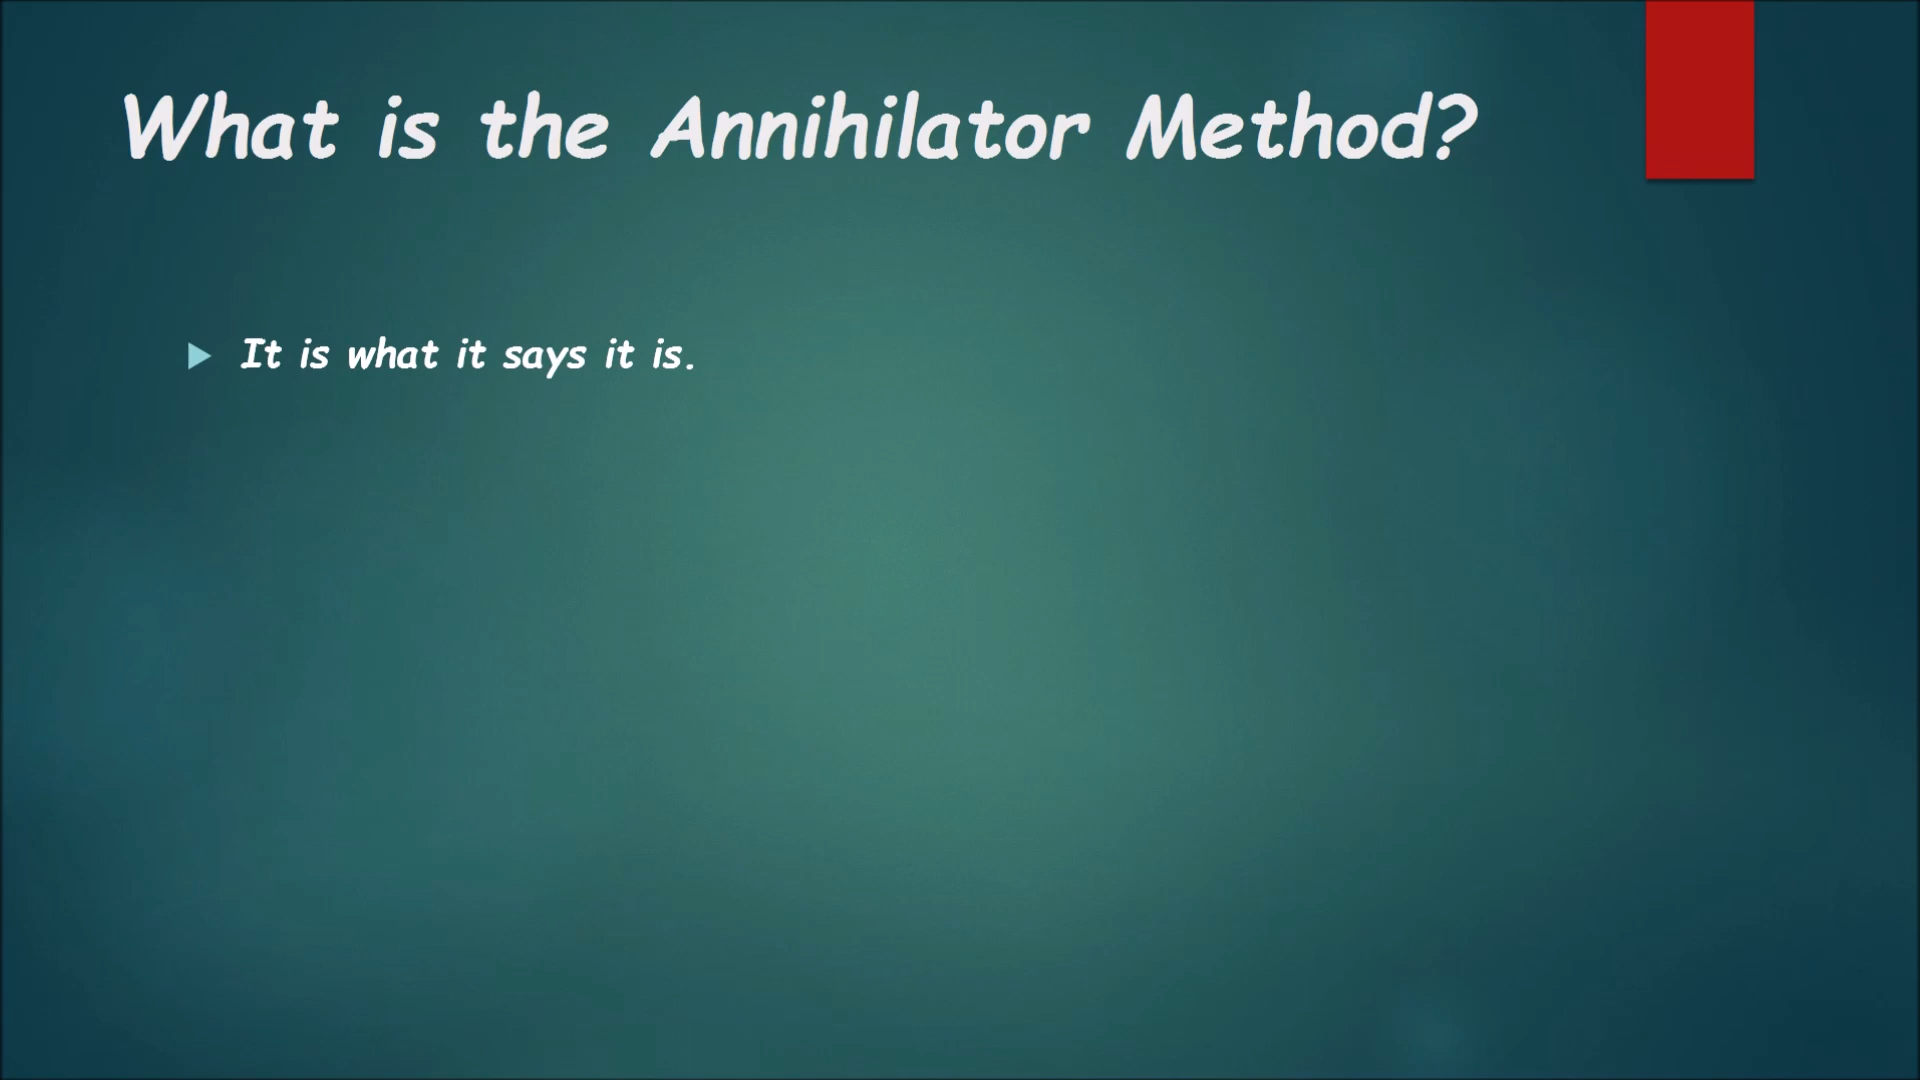 What is the Annihilator Method?
It is what it says it is.